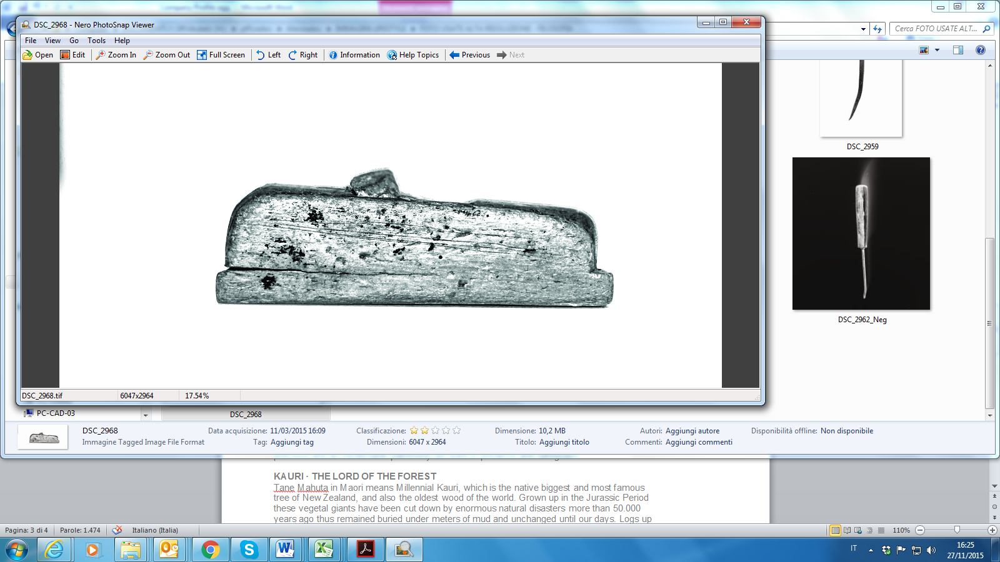 DSC_2968 - Nero PhotoSnap Viewer
File View Go Tools Help
Open Edit Zoom In Zoom Out Full Screen Left Right Information Help Topics Previous Next
Cerca FOTO USATE ALT...
DSC_2959
DSC_2962_Neg
DSC_2968.tif 6047x2964 17.54%
PC-CAD-03
DSC_2968
DSC_2968 Data acquisizione: 11/03/2015 16:09 Classificazione: Dimensione: 10,2 MB Autori: Aggiungi autore Disponibilità offline: Non disponibile
Immagine Tagged Image File Format Tag: Aggiungi tag Dimensioni: 6047 x 2964 Titolo: Aggiungi titolo Commenti: Aggiungi commenti
KAURI · THE LORD OF THE FOREST
Tane Mahuta in Maori means Millennial Kauri, which is the native biggest and most famous
tree of New Zealand, and also the oldest wood of the world. Grown up in the Jurassic Period
these vegetal giants have been cut down by enormous natural disasters more than 50.000
years ago thus remained buried under meters of mud and unchanged until our days. Logs up
Pagina: 3 di 4 Parole: 1.474 Italiano (Italia) 110%
IT 16:25
27/11/2015